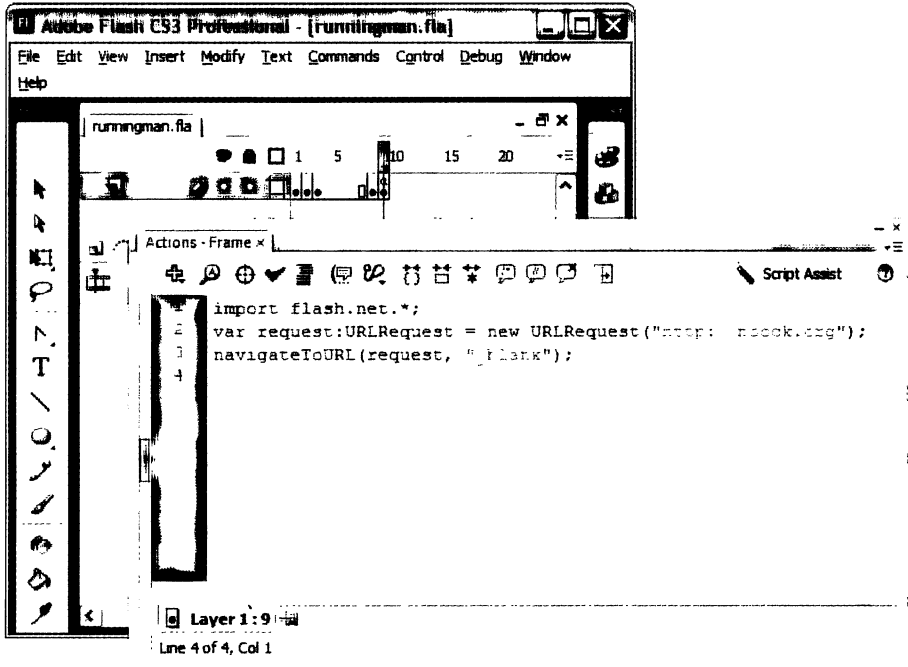 Adobe Flash CS3 Professional - [runningman.fla]
File Edit View Insert Modify Text Commands Control Debug Window
Help
runningman.fla
1 5 10 15 20
Actions - Frame ×
Script Assist
1 import flash.net.*;
2 var request:URLRequest = new URLRequest("http:
3 navigateToURL(request, "_blank");
4
Layer 1 : 9
Line 4 of 4, Col 1